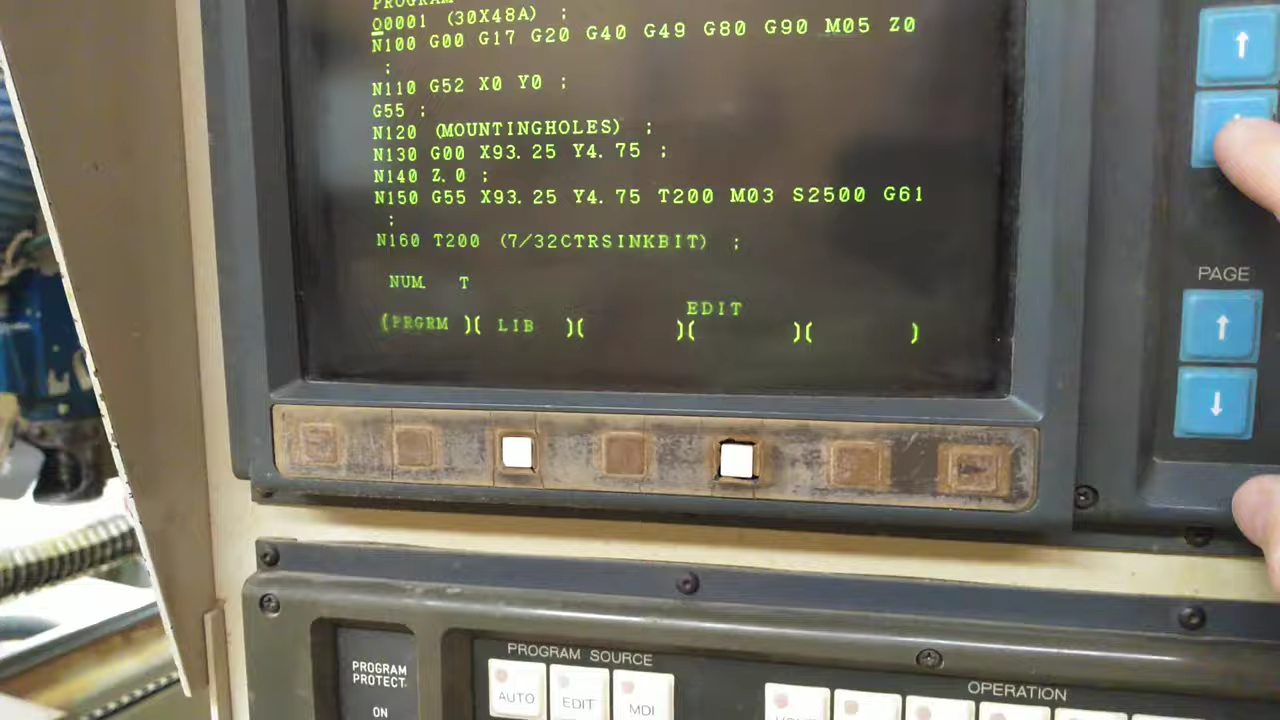 PROGRAM
O0001 (30X48A) ;
N100 G00 G17 G20 G40 G49 G80 G90 M05 Z0
;
N110 G52 X0 Y0 ;
G55 ;
N120 (MOUNTINGHOLES) ;
N130 G00 X93.25 Y4.75 ;
N140 Z.0 ;
N150 G55 X93.25 Y4.75 T200 M03 S2500 G61
;
N160 T200 (7/32CTRSINKBIT) ;
NUM. T
EDIT
(PRGRM )( LIB )( )( )( )
PAGE
PROGRAM SOURCE
PROGRAM
PROTECT
ON
AUTO
EDIT
MDI
OPERATION